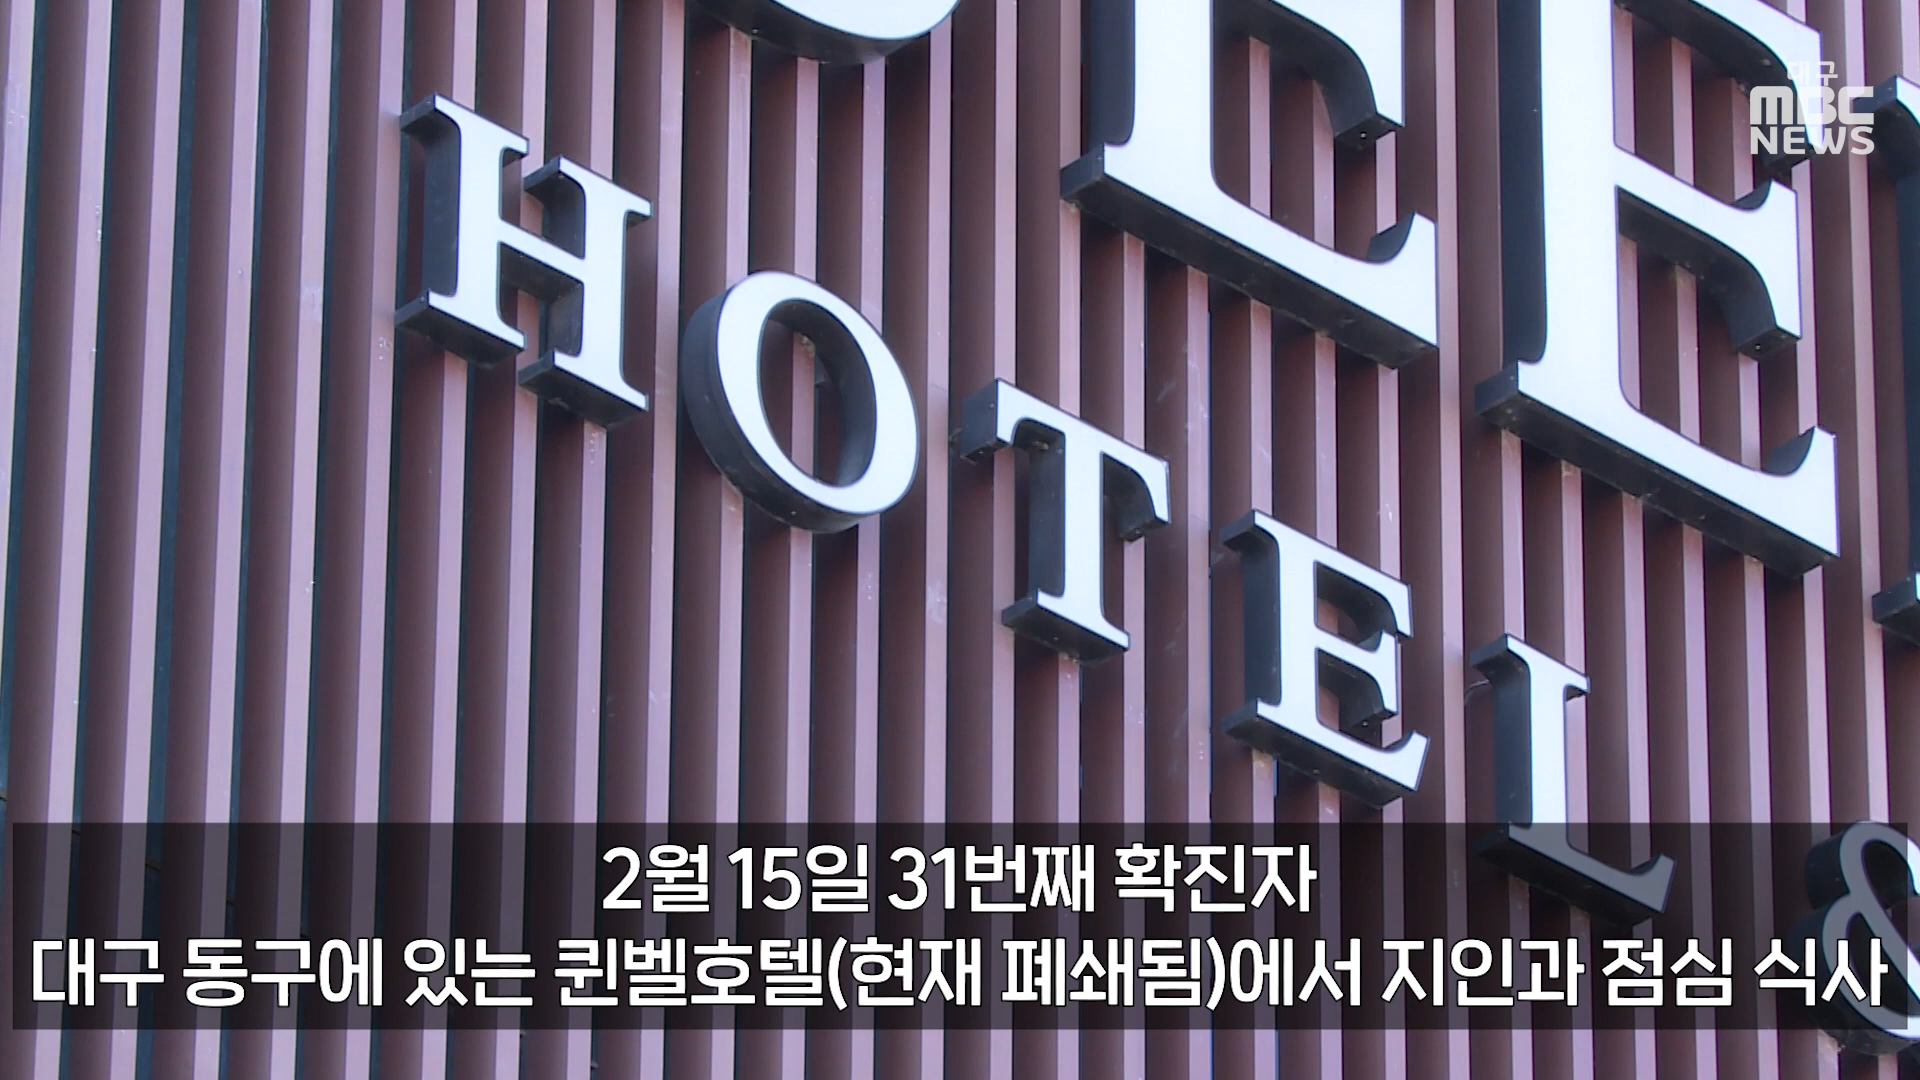 EE
대구
MBC
NEWS
HOTEL &
2월 15일 31번째 확진자
대구 동구에 있는 퀸벨호텔(현재 폐쇄됨)에서 지인과 점심 식사